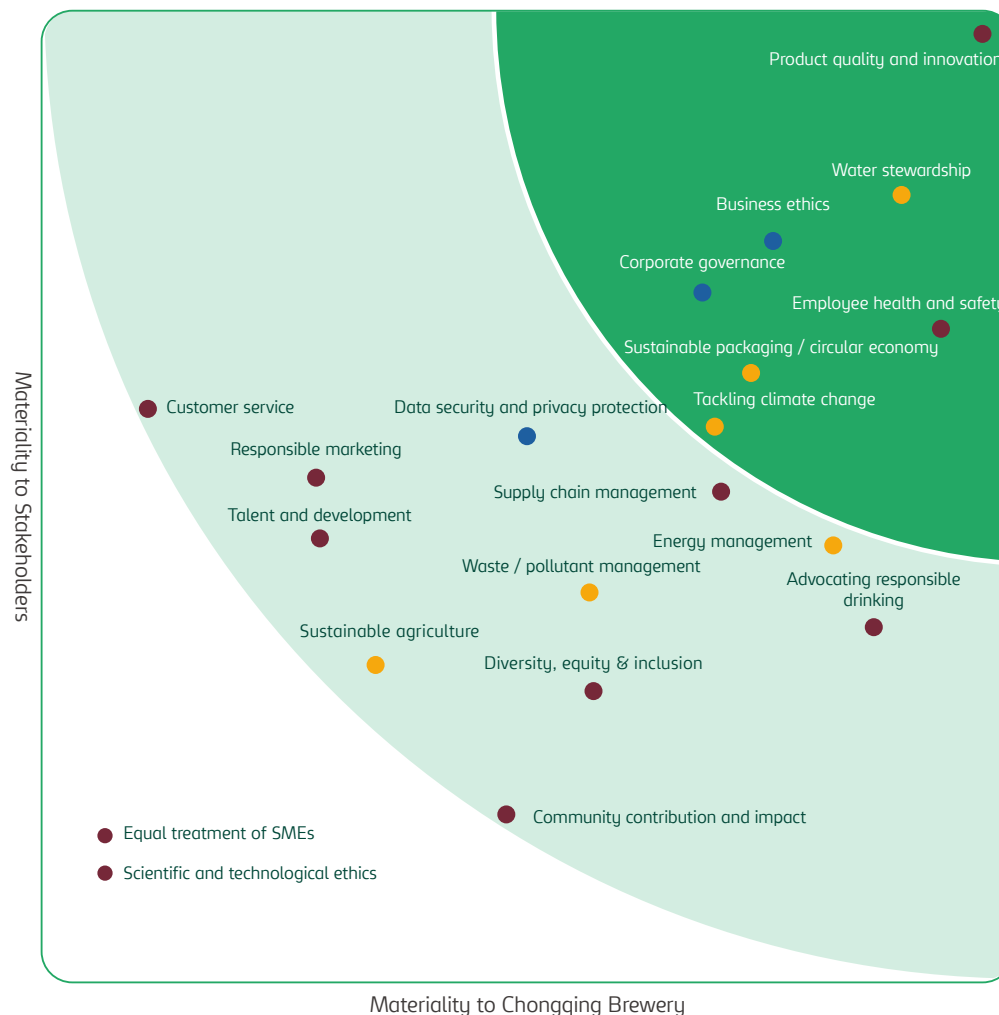 Product quality and innovation
Water stewardship
Business ethics
Corporate governance
Employee health and safety
Sustainable packaging / circular economy
Tackling climate change
Customer service
Data security and privacy protection
Responsible marketing
Supply chain management
Talent and development
Energy management
Waste / pollutant management
Advocating responsible
drinking
Sustainable agriculture
Diversity, equity & inclusion
Community contribution and impact
Equal treatment of SMEs
Scientific and technological ethics
Materiality to Stakeholders
Materiality to Chongqing Brewery